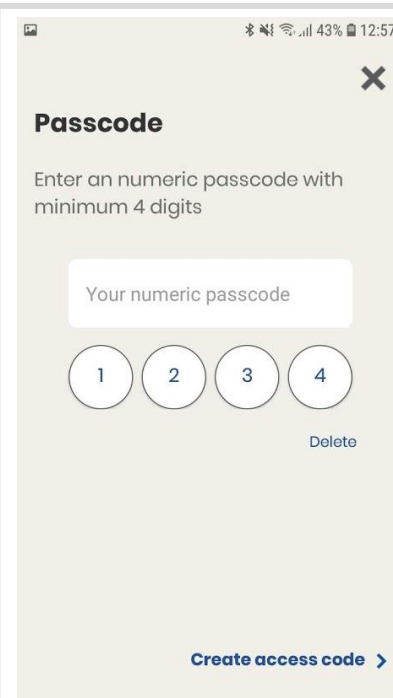 43% 12:57
Passcode
Enter an numeric passcode with
minimum 4 digits
Your numeric passcode
1 2 3 4
Delete
Create access code